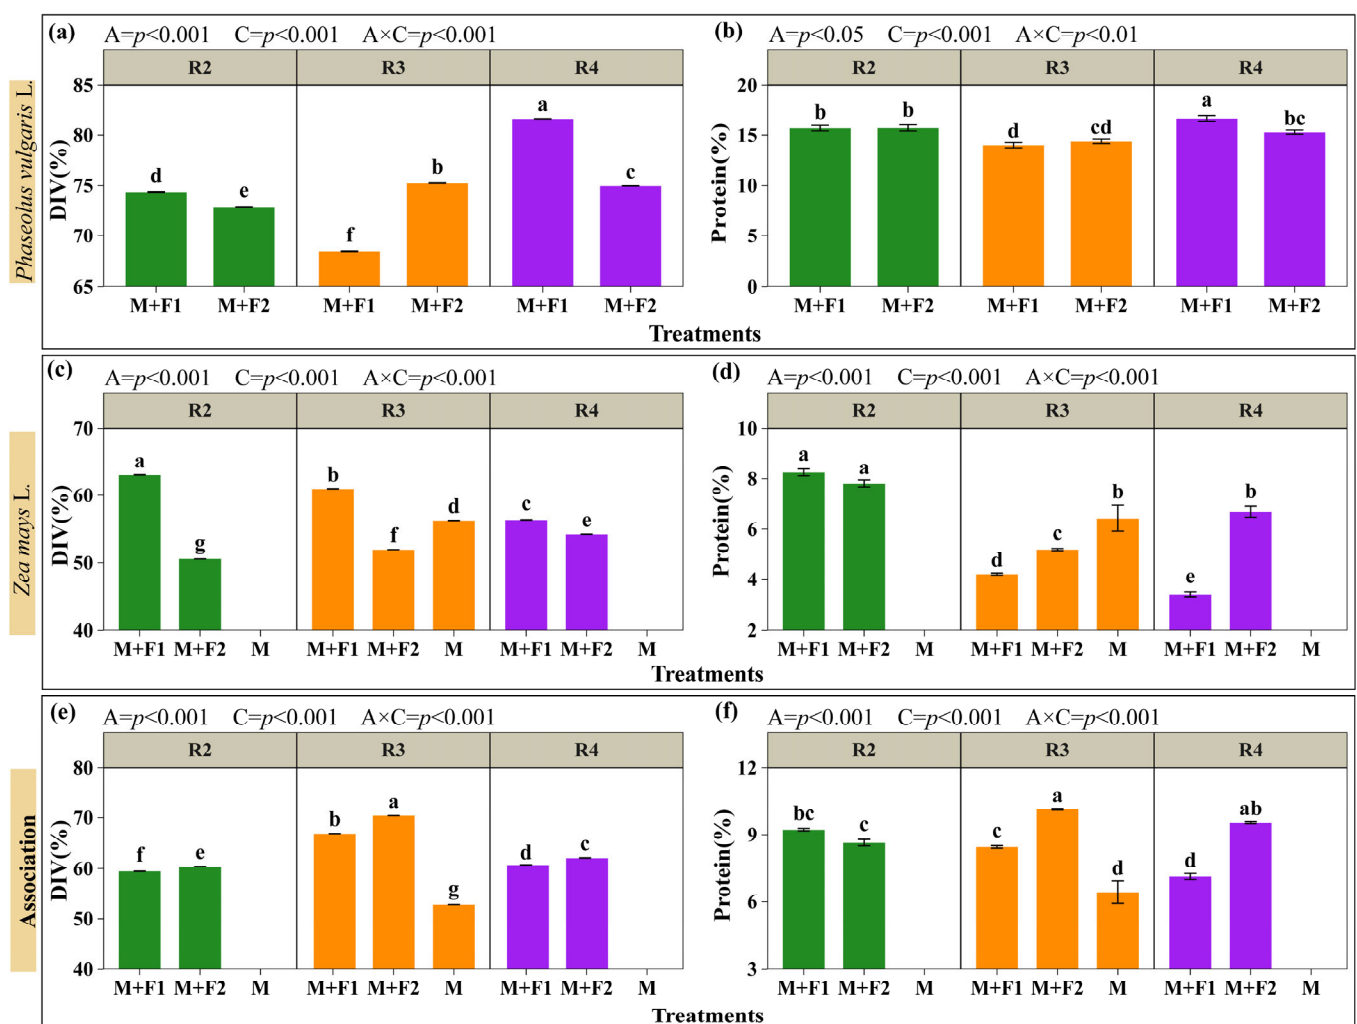 Phaseolus vulgaris L.
(a)
A=p<0.001 C=p<0.001 A×C=p<0.001
R2 R3 R4
DIV(%)
85
80
75
70
65
d e f b a c
M+F1 M+F2 M+F1 M+F2 M+F1 M+F2
(b)
A=p<0.05 C=p<0.001 A×C=p<0.01
R2 R3 R4
Protein(%)
20
15
10
5
0
b b d cd a bc
M+F1 M+F2 M+F1 M+F2 M+F1 M+F2
Treatments
Zea mays L.
(c)
A=p<0.001 C=p<0.001 A×C=p<0.001
R2 R3 R4
DIV(%)
70
60
50
40
a g b f d c e
M+F1 M+F2 M M+F1 M+F2 M M+F1 M+F2 M
(d)
A=p<0.001 C=p<0.001 A×C=p<0.001
R2 R3 R4
Protein(%)
10
8
6
4
2
a a d c b e b
M+F1 M+F2 M M+F1 M+F2 M M+F1 M+F2 M
Treatments
Association
(e)
A=p<0.001 C=p<0.001 A×C=p<0.001
R2 R3 R4
DIV(%)
80
70
60
50
40
f e b a g d c
M+F1 M+F2 M M+F1 M+F2 M M+F1 M+F2 M
(f)
A=p<0.001 C=p<0.001 A×C=p<0.001
R2 R3 R4
Protein(%)
12
9
6
3
bc c c a d d ab
M+F1 M+F2 M M+F1 M+F2 M M+F1 M+F2 M
Treatments